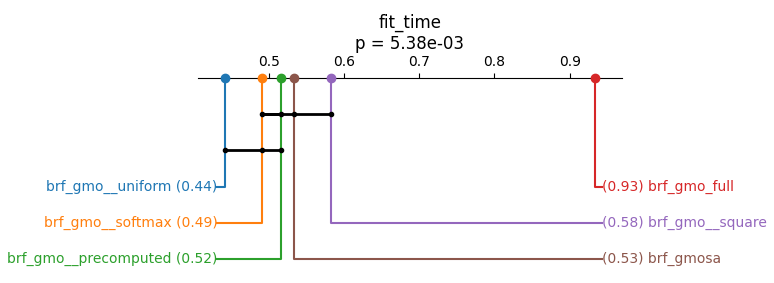 fit_time
p = 5.38e-03
0.5 0.6 0.7 0.8 0.9
brf_gmo__uniform (0.44)
(0.93) brf_gmo_full
brf_gmo__softmax (0.49)
(0.58) brf_gmo__square
brf_gmo__precomputed (0.52)
(0.53) brf_gmosa